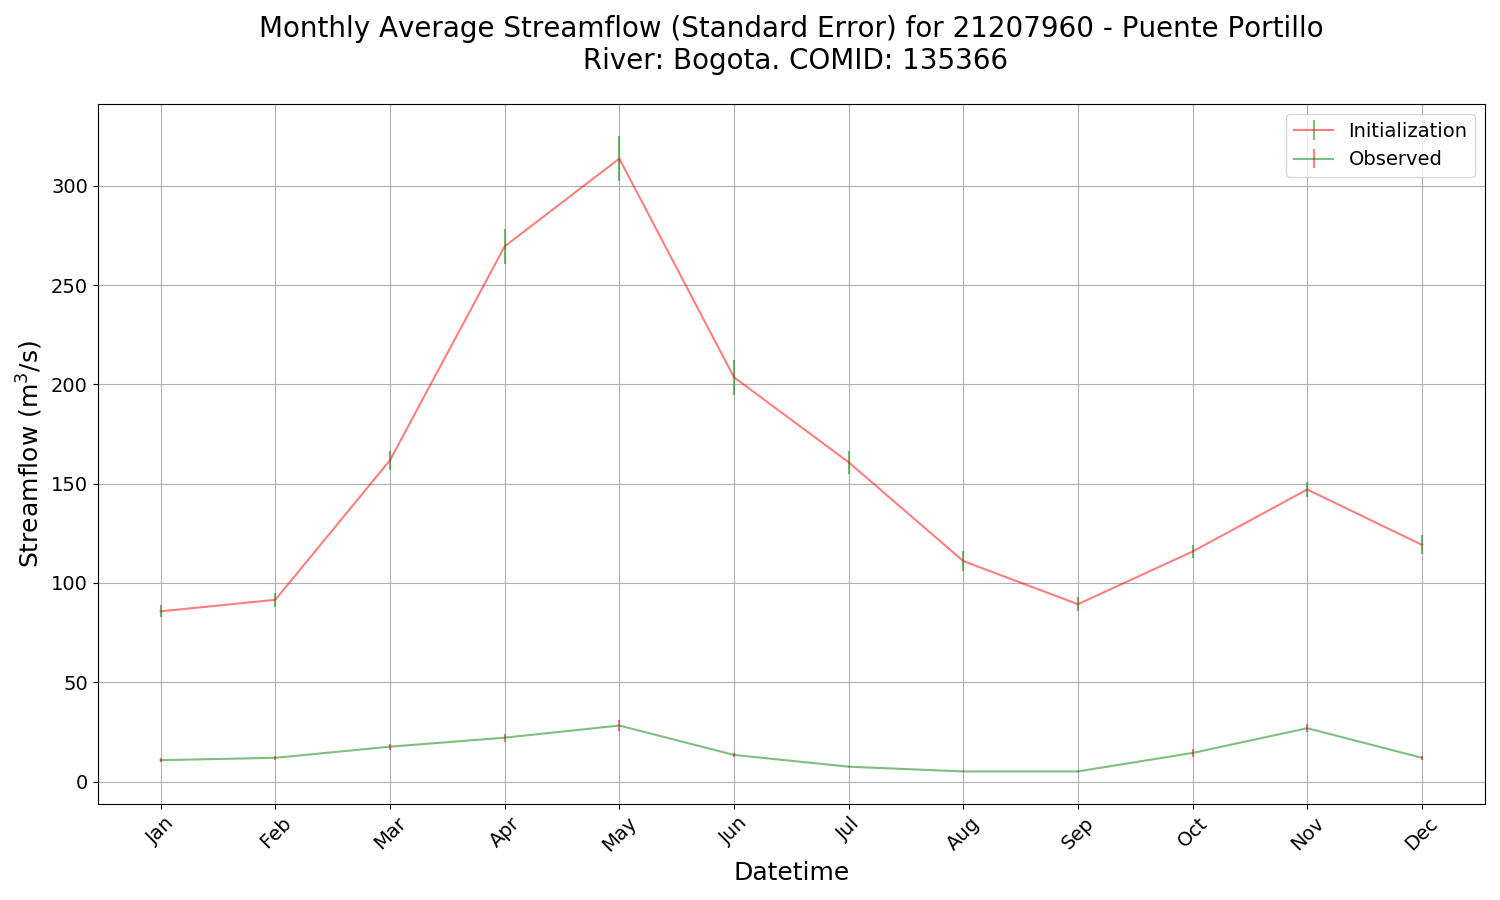 Monthly Average Streamflow (Standard Error) for 21207960 - Puente Portillo
River: Bogota. COMID: 135366
Initialization
Observed
Streamflow (m³/s)
300
250
200
150
100
50
0
Jan Feb Mar Apr May Jun Jul Aug Sep Oct Nov Dec
Datetime